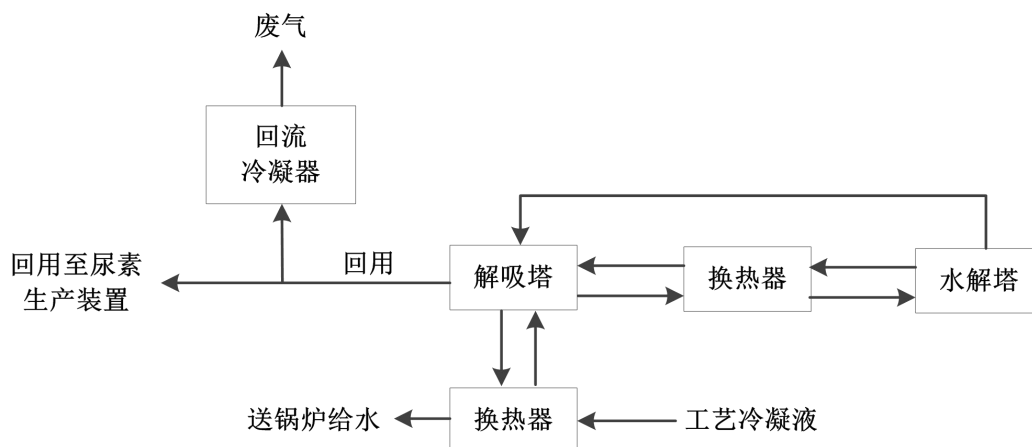 废气
回流
冷凝器
回用至尿素
生产装置
回用
解吸塔
换热器
水解塔
送锅炉给水
换热器
工艺冷凝液